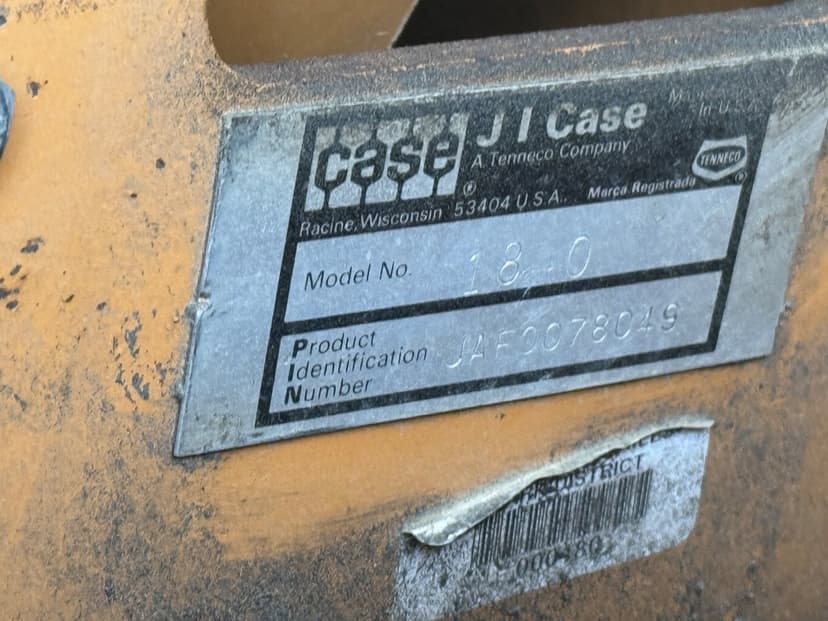 case
J I Case
A Tenneco Company
TENNECO
Racine, Wisconsin 53404 U S A.
Marca Registrada
Model No.
Product
Identification
Number
JAF0078049
DISTRICT